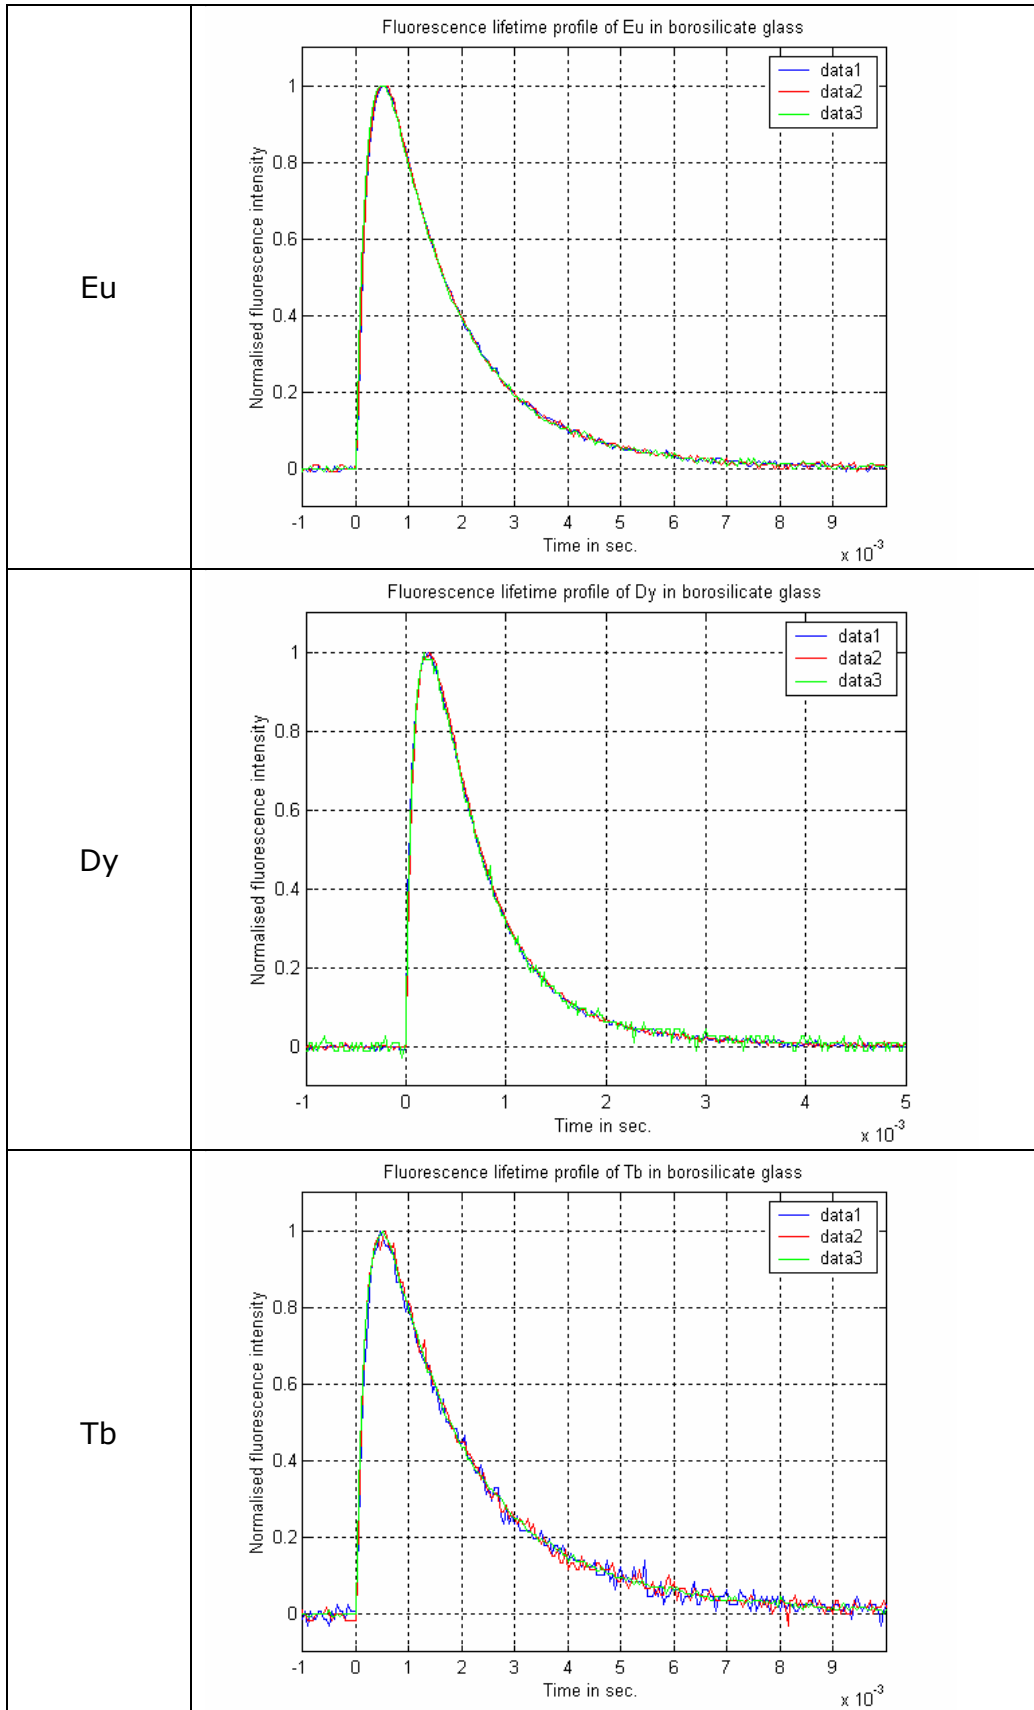 Eu
Fluorescence lifetime profile of Eu in borosilicate glass
data1
data2
data3
Normalised fluorescence intensity
1
0.8
0.6
0.4
0.2
0
-1 0 1 2 3 4 5 6 7 8 9
Time in sec.
x 10-3
Dy
Fluorescence lifetime profile of Dy in borosilicate glass
data1
data2
data3
Normalised fluorescence intensity
1
0.8
0.6
0.4
0.2
0
-1 0 1 2 3 4 5
Time in sec.
x 10-3
Tb
Fluorescence lifetime profile of Tb in borosilicate glass
data1
data2
data3
Normalised fluorescence intensity
1
0.8
0.6
0.4
0.2
0
-1 0 1 2 3 4 5 6 7 8 9
Time in sec.
x 10-3